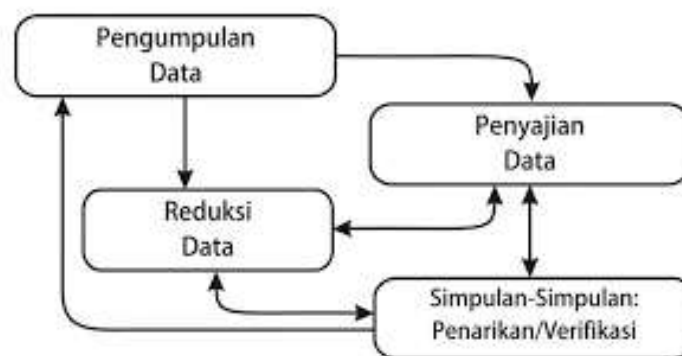 Pengumpulan
Data
Penyajian
Data
Reduksi
Data
Simpulan-Simpulan:
Penarikan/Verifikasi